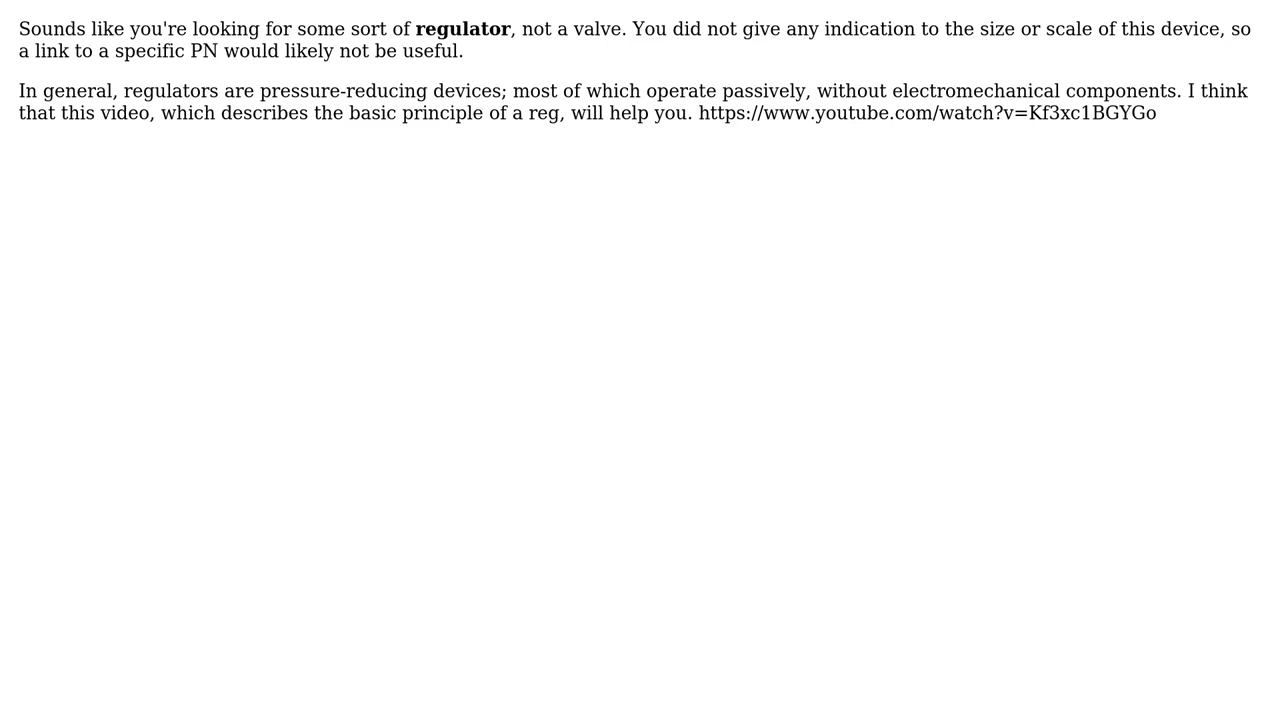 Sounds like you're looking for some sort of regulator, not a valve. You did not give any indication to the size or scale of this device, so
a link to a specific PN would likely not be useful.
In general, regulators are pressure-reducing devices; most of which operate passively, without electromechanical components. I think
that this video, which describes the basic principle of a reg, will help you. https://www.youtube.com/watch?v=Kf3xc1BGYGo